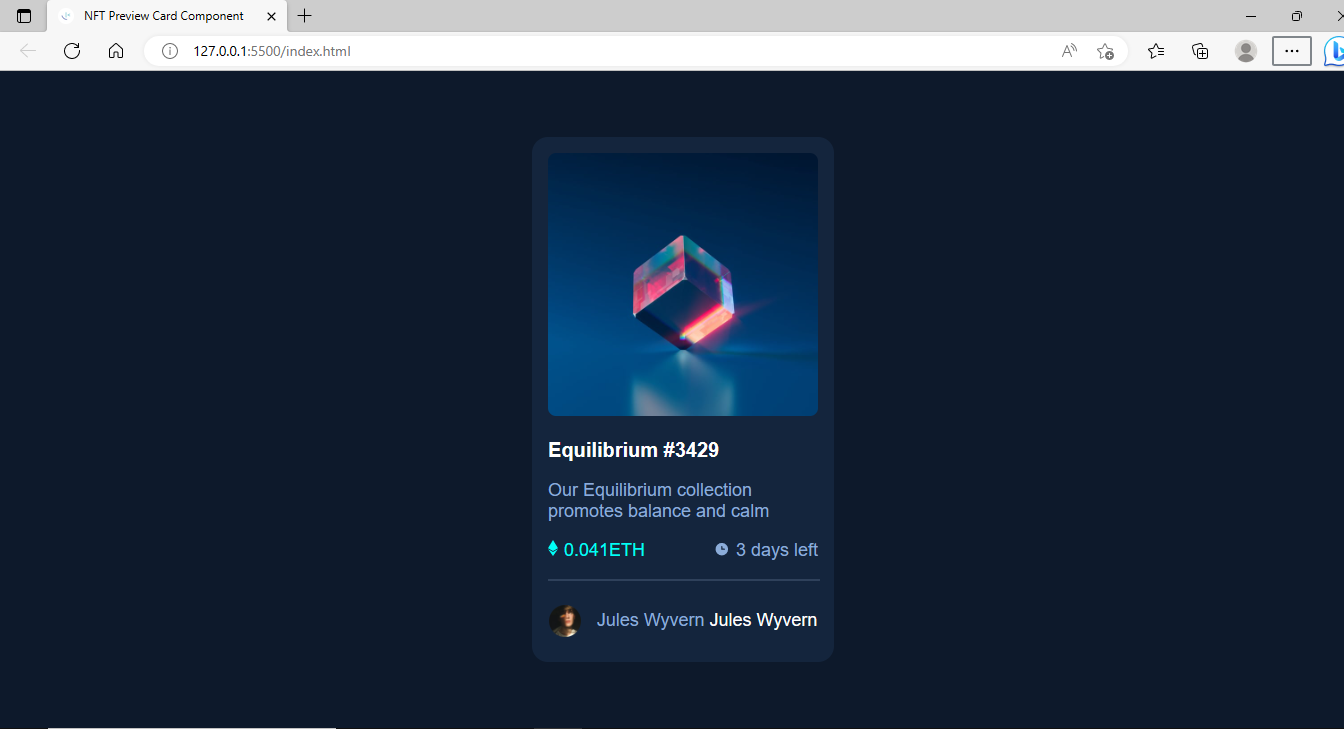 NFT Preview Card Component
127.0.0.1:5500/index.html
Equilibrium #3429
Our Equilibrium collection
promotes balance and calm
0.041ETH
3 days left
Jules Wyvern Jules Wyvern